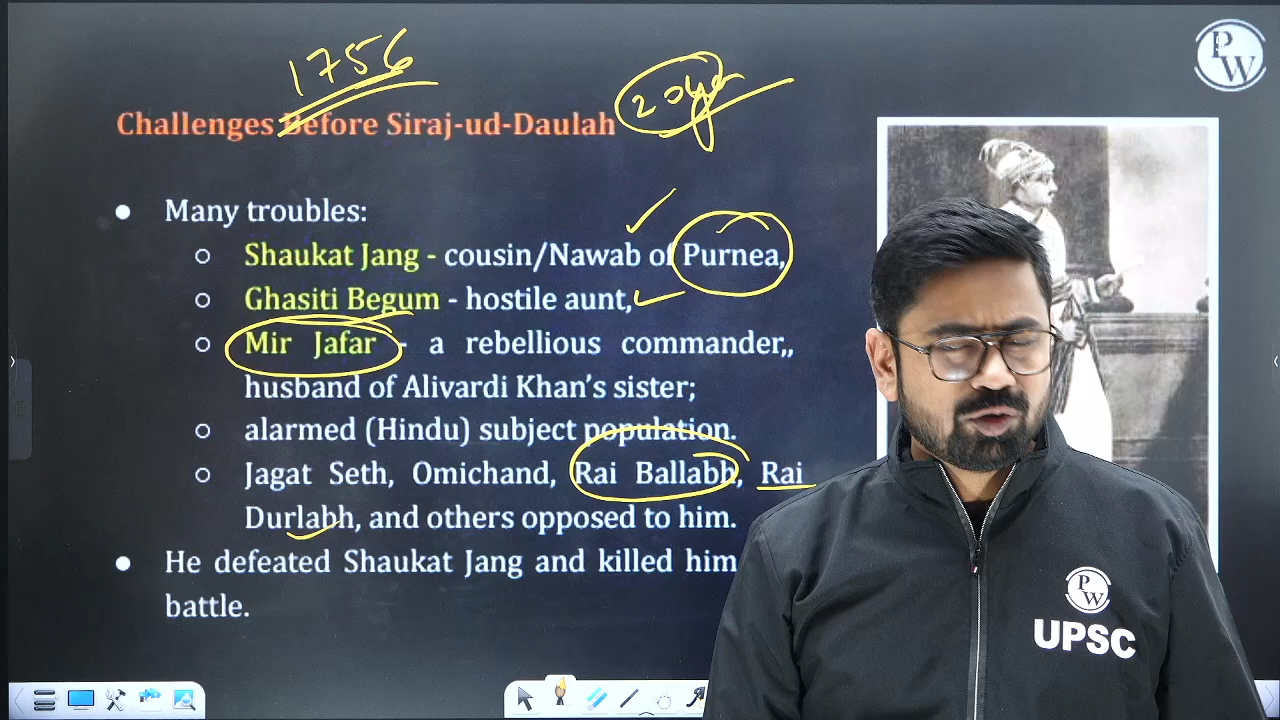 1756
20yr
PW
Challenges Before Siraj-ud-Daulah
● Many troubles:
○ Shaukat Jang - cousin/Nawab of Purnea,
○ Ghasiti Begum - hostile aunt,
○ Mir Jafar - a rebellious commander,,
husband of Alivardi Khan's sister;
○ alarmed (Hindu) subject population.
○ Jagat Seth, Omichand, Rai Ballabh, Rai
Durlabh, and others opposed to him.
● He defeated Shaukat Jang and killed him
battle.
PW
UPSC